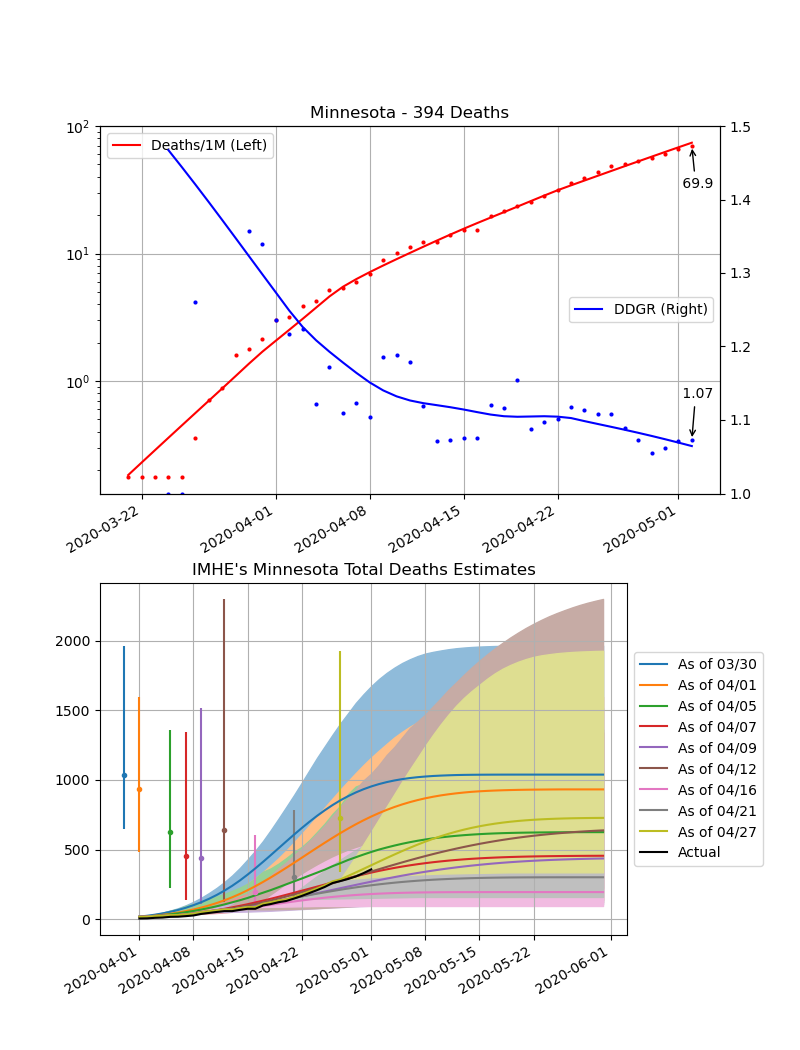 Minnesota - 394 Deaths
10^2
10^1
10^0
Deaths/1M (Left)
DDGR (Right)
69.9
1.07
1.5
1.4
1.3
1.2
1.1
1.0
2020-03-22
2020-04-01
2020-04-08
2020-04-15
2020-04-22
2020-05-01
IMHE's Minnesota Total Deaths Estimates
2000
1500
1000
500
0
As of 03/30
As of 04/01
As of 04/05
As of 04/07
As of 04/09
As of 04/12
As of 04/16
As of 04/21
As of 04/27
Actual
2020-04-01
2020-04-08
2020-04-15
2020-04-22
2020-05-01
2020-05-08
2020-05-15
2020-05-22
2020-06-01